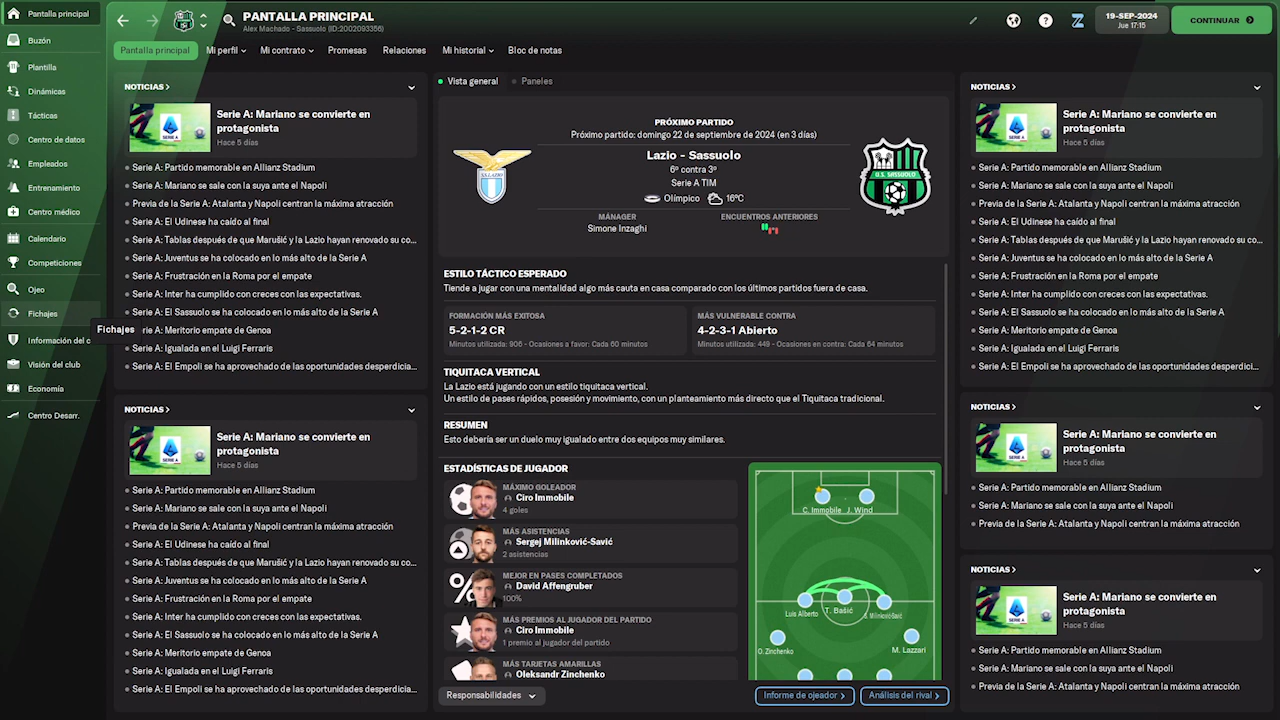 Pantalla principal
Buzón
Plantilla
Dinámicas
Tácticas
Centro de datos
Empleados
Entrenamiento
Centro médico
Calendario
Competiciones
Ojeo
Fichajes
Información del c
Visión del club
Economía
Centro Desarr.
Fichajes
PANTALLA PRINCIPAL
Alex Machado - Sassuolo (ID:2002093356)
19-SEP-2024
Jue 17:15
CONTINUAR
Pantalla principal
Mi perfil
Mi contrato
Promesas
Relaciones
Mi historial
Bloc de notas
NOTICIAS >
SERIE A
Serie A: Mariano se convierte en
protagonista
Hace 5 días
Serie A: Partido memorable en Allianz Stadium
Serie A: Mariano se sale con la suya ante el Napoli
Previa de la Serie A: Atalanta y Napoli centran la máxima atracción
Serie A: El Udinese ha caído al final
Serie A: Tablas después de que Marušić y la Lazio hayan renovado su co...
Serie A: Juventus se ha colocado en lo más alto de la Serie A
Serie A: Frustración en la Roma por el empate
Serie A: Inter ha cumplido con creces con las expectativas.
Serie A: El Sassuolo se ha colocado en lo más alto de la Serie A
rie A: Meritorio empate de Genoa
Serie A: Igualada en el Luigi Ferraris
Serie A: El Empoli se ha aprovechado de las oportunidades desperdicia...
NOTICIAS >
SERIE A
Serie A: Mariano se convierte en
protagonista
Hace 5 días
Serie A: Partido memorable en Allianz Stadium
Serie A: Mariano se sale con la suya ante el Napoli
Previa de la Serie A: Atalanta y Napoli centran la máxima atracción
Serie A: El Udinese ha caído al final
Serie A: Tablas después de que Marušić y la Lazio hayan renovado su co...
Serie A: Juventus se ha colocado en lo más alto de la Serie A
Serie A: Frustración en la Roma por el empate
Serie A: Inter ha cumplido con creces con las expectativas.
Serie A: El Sassuolo se ha colocado en lo más alto de la Serie A
Serie A: Meritorio empate de Genoa
Serie A: Igualada en el Luigi Ferraris
Serie A: El Empoli se ha aprovechado de las oportunidades desperdicia...
Vista general
Paneles
PRÓXIMO PARTIDO
Próximo partido: domingo 22 de septiembre de 2024 (en 3 días)
S.S. LAZIO
Lazio - Sassuolo
6º contra 3º
Serie A TIM
Olímpico
16ºC
U.S. SASSUOLO
MÁNAGER
Simone Inzaghi
ENCUENTROS ANTERIORES
ESTILO TÁCTICO ESPERADO
Tiende a jugar con una mentalidad algo más cauta en casa comparado con los últimos partidos fuera de casa.
FORMACIÓN MÁS EXITOSA
5-2-1-2 CR
Minutos utilizada: 906 - Ocasiones a favor: Cada 60 minutos
MÁS VULNERABLE CONTRA
4-2-3-1 Abierto
Minutos utilizada: 449 - Ocasiones en contra: Cada 64 minutos
TIQUITACA VERTICAL
La Lazio está jugando con un estilo tiquitaca vertical.
Un estilo de pases rápidos, posesión y movimiento, con un planteamiento más directo que el Tiquitaca tradicional.
RESUMEN
Esto debería ser un duelo muy igualado entre dos equipos muy similares.
ESTADÍSTICAS DE JUGADOR
MÁXIMO GOLEADOR
Ciro Immobile
4 goles
MÁS ASISTENCIAS
Sergej Milinković-Savić
2 asistencias
MEJOR EN PASES COMPLETADOS
David Affengruber
100%
MÁS PREMIOS AL JUGADOR DEL PARTIDO
Ciro Immobile
1 premio al jugador del partido
MÁS TARJETAS AMARILLAS
Oleksandr Zinchenko
C. Immobile
J. Wind
Luis Alberto
T. Bašić
S. Milinković-Savić
O. Zinchenko
M. Lazzari
Responsabilidades
Informe de ojeador >
Análisis del rival >
NOTICIAS >
SERIE A
Serie A: Mariano se convierte en
protagonista
Hace 5 días
Serie A: Partido memorable en Allianz Stadium
Serie A: Mariano se sale con la suya ante el Napoli
Previa de la Serie A: Atalanta y Napoli centran la máxima atracción
Serie A: El Udinese ha caído al final
Serie A: Tablas después de que Marušić y la Lazio hayan renovado su co...
Serie A: Juventus se ha colocado en lo más alto de la Serie A
Serie A: Frustración en la Roma por el empate
Serie A: Inter ha cumplido con creces con las expectativas.
Serie A: El Sassuolo se ha colocado en lo más alto de la Serie A
Serie A: Meritorio empate de Genoa
Serie A: Igualada en el Luigi Ferraris
Serie A: El Empoli se ha aprovechado de las oportunidades desperdici...
NOTICIAS >
SERIE A
Serie A: Mariano se convierte en
protagonista
Hace 5 días
Serie A: Partido memorable en Allianz Stadium
Serie A: Mariano se sale con la suya ante el Napoli
Previa de la Serie A: Atalanta y Napoli centran la máxima atracción
NOTICIAS >
SERIE A
Serie A: Mariano se convierte en
protagonista
Hace 5 días
Serie A: Partido memorable en Allianz Stadium
Serie A: Mariano se sale con la suya ante el Napoli
Previa de la Serie A: Atalanta y Napoli centran la máxima atracción